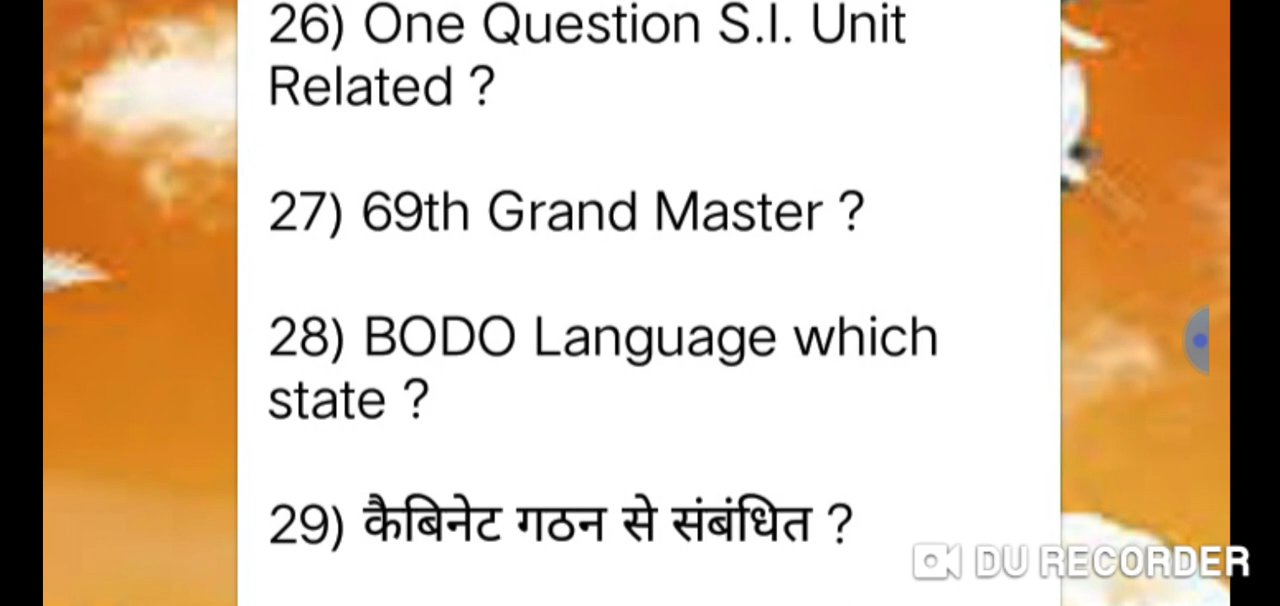 26) One Question S.I. Unit
Related ?
27) 69th Grand Master ?
28) BODO Language which
state ?
29) कैबिनेट गठन से संबंधित ?
DU RECORDER